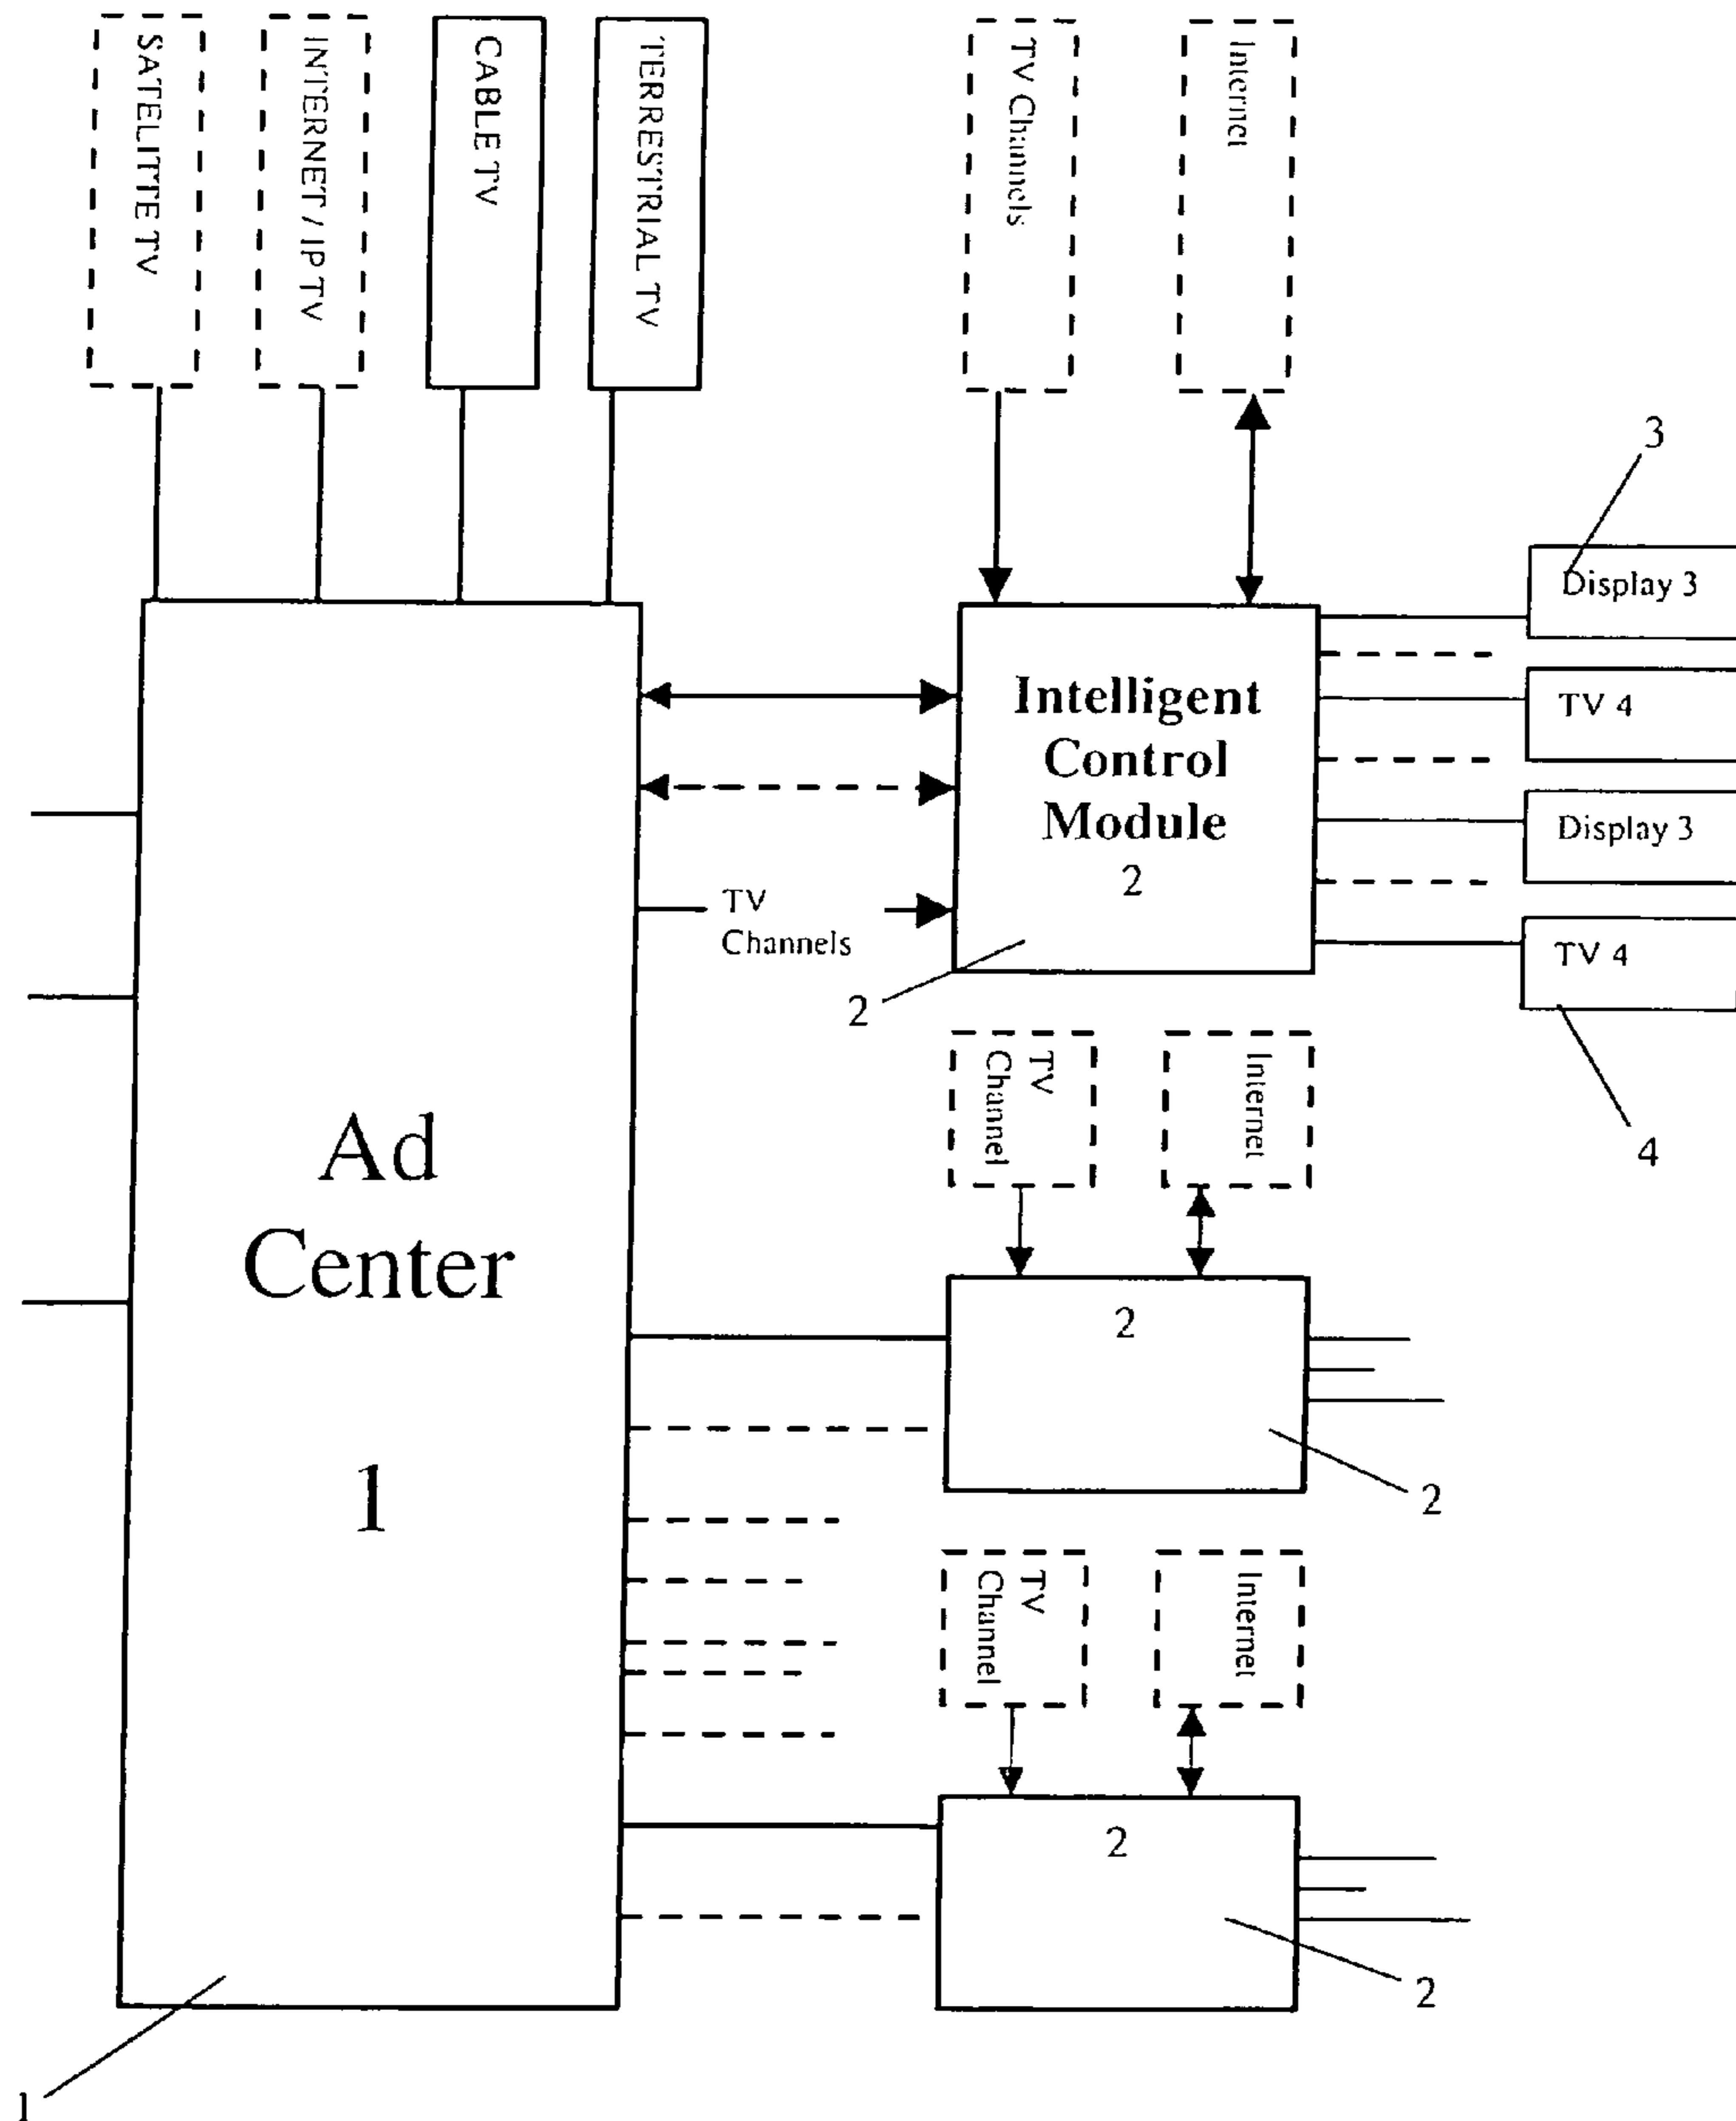 SATELITTE TV
INTERNET / IP TV
CABLE TV
TERRESTRIAL TV
TV Channels
Internet
3
Display 3
TV 4
Display 3
TV 4
4
Intelligent
Control
Module
2
2
TV
Channels
Ad
Center
1
TV
Channel
Internet
2
2
TV
Channel
Internet
2
2
1